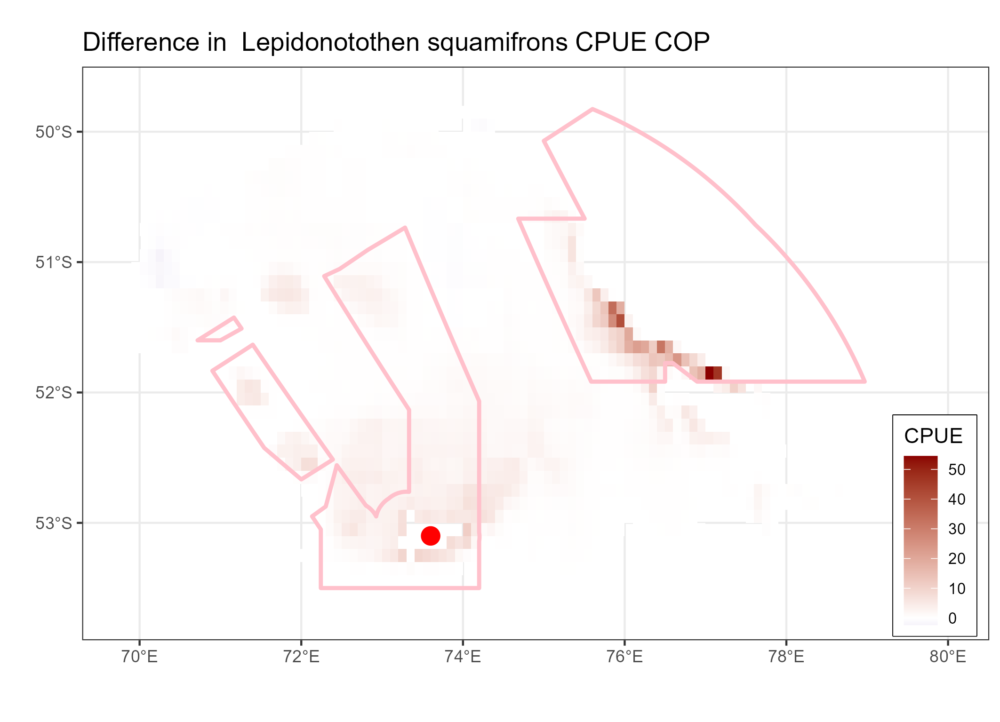 Difference in  Lepidonotothen squamifrons CPUE COP
50°S
51°S
52°S
53°S
CPUE
50
40
30
20
10
0
70°E 72°E 74°E 76°E 78°E 80°E